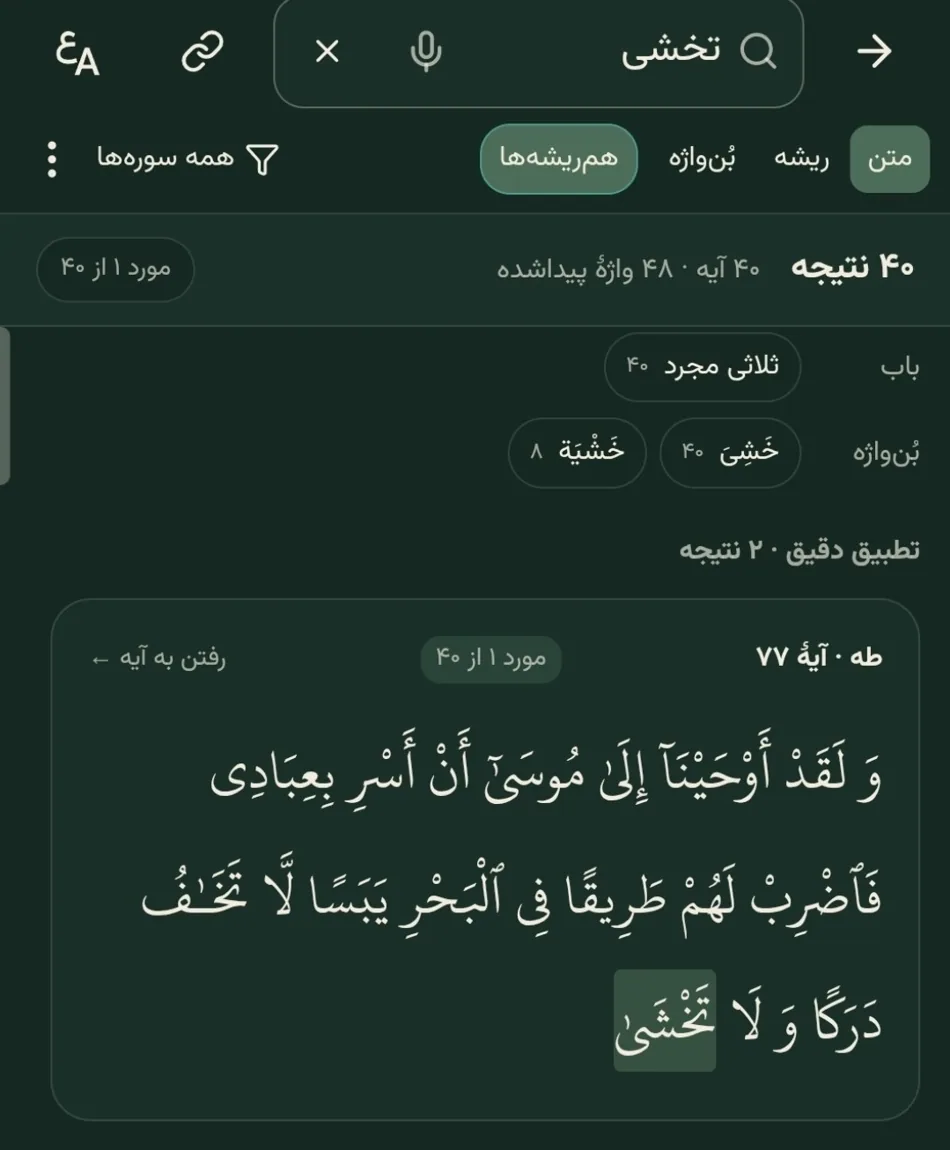 تخشی
عA
متن ریشه بُن‌واژه هم‌ریشه‌ها همه سوره‌ها
۴۰ نتیجه ۴۰ آیه · ۴۸ واژهٔ پیداشده مورد ۱ از ۴۰
باب ثلاثی مجرد ۴۰
بُن‌واژه خَشِیَ ۴۰ خَشْیَة ۸
تطبیق دقیق · ۲ نتیجه
طه · آیهٔ ۷۷ مورد ۱ از ۴۰ رفتن به آیه ←
وَ لَقَدْ أَوْحَيْنَآ إِلَىٰ مُوسَىٰٓ أَنْ أَسْرِ بِعِبَادِى
فَٱضْرِبْ لَهُمْ طَرِيقًا فِى ٱلْبَحْرِ يَبَسًا لَّا تَخَـٰفُ
دَرَكًا وَ لَا تَخْشَىٰ